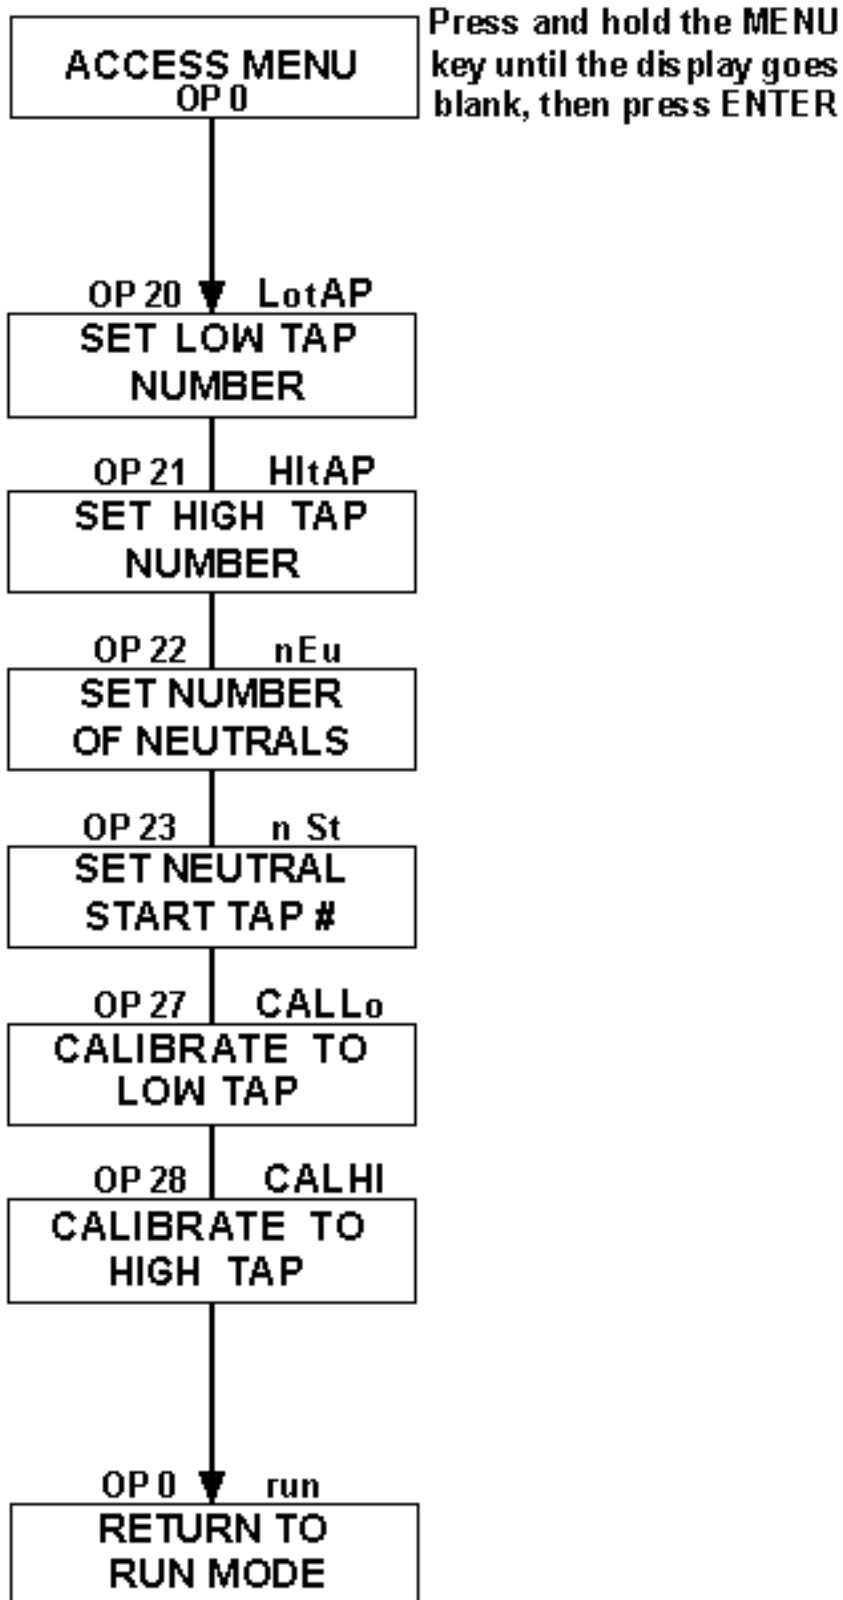 Press and hold the MENU
key until the display goes
blank, then press ENTER
ACCESS MENU
OP 0
OP 20 LotAP
SET LOW TAP
NUMBER
OP 21 HItAP
SET HIGH TAP
NUMBER
OP 22 nEu
SET NUMBER
OF NEUTRALS
OP 23 n St
SET NEUTRAL
START TAP #
OP 27 CALLo
CALIBRATE TO
LOW TAP
OP 28 CALHI
CALIBRATE TO
HIGH TAP
OP 0 run
RETURN TO
RUN MODE